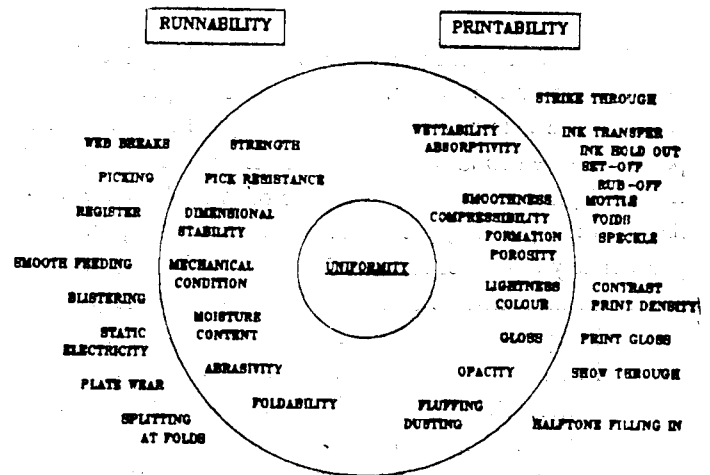 RUNNABILITY
PRINTABILITY
STRIKE THROUGH
WETTABILITY
ABSORPTIVITY
INK TRANSFER
INK HOLD OUT
SET-OFF
RUB-OFF
WEB BREAKS
STRENGTH
PICKING
PICK RESISTANCE
SMOOTHNESS
COMPRESSIBILITY
FORMATION
POROSITY
MOTTLE
VOIDS
SPECKLE
REGISTER
DIMENSIONAL
STABILITY
SMOOTH FEEDING
MECHANICAL
CONDITION
UNIFORMITY
LIGHTNESS
COLOUR
CONTRAST
PRINT DENSITY
BLISTERING
MOISTURE
CONTENT
STATIC
ELECTRICITY
GLOSS
PRINT GLOSS
ABRASIVITY
OPACITY
SHOW THROUGH
PLATE WEAR
FOLDABILITY
FLUFFING
DUSTING
SPLITTING
AT FOLDS
HALFTONE FILLING IN